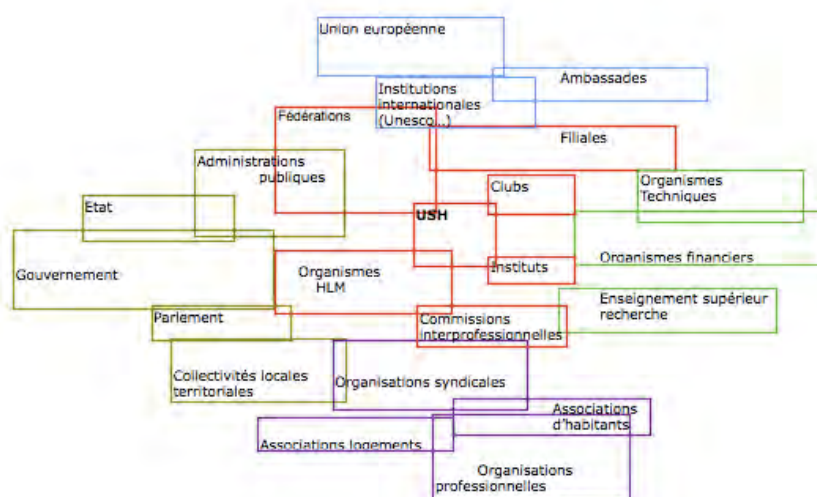 Union européenne
Ambassades
Institutions
internationales
(Unesco...)
Fédérations
Filiales
Administrations
publiques
Clubs
Organismes
Techniques
Etat
USH
Gouvernement
Organismes
HLM
Instituts
Organismes financiers
Enseignement supérieur
recherche
Parlement
Commissions
interprofessionnelles
Collectivités locales
territoriales
Organisations syndicales
Associations
d'habitants
Associations logements
Organisations
professionnelles